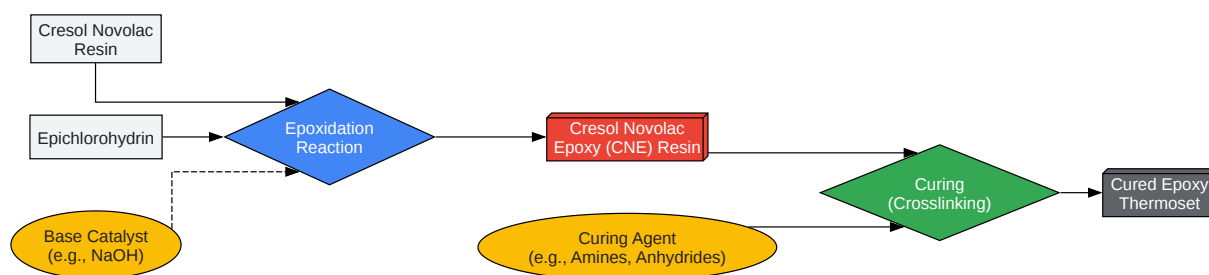 Cresol Novolac
Resin
Epichlorohydrin
Base Catalyst
(e.g., NaOH)
Epoxidation
Reaction
Cresol Novolac
Epoxy (CNE) Resin
Curing Agent
(e.g., Amines, Anhydrides)
Curing
(Crosslinking)
Cured Epoxy
Thermoset